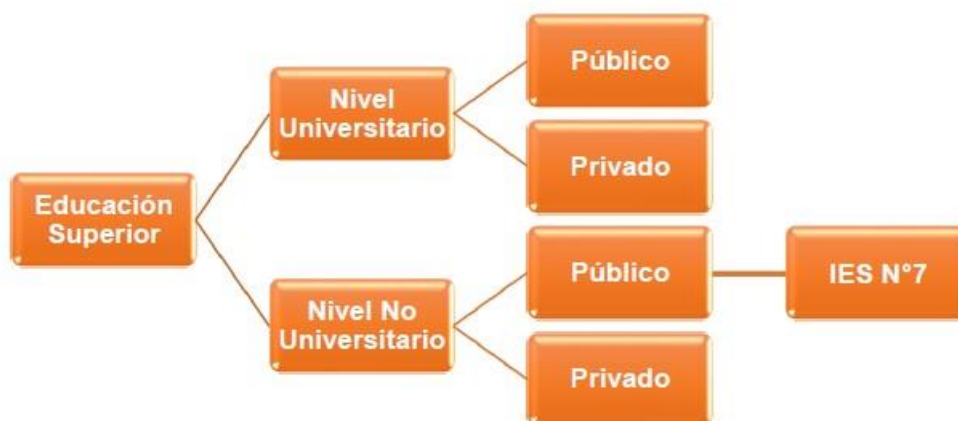 Educación
Superior
Nivel
Universitario
Público
Privado
Nivel No
Universitario
Público
IES N°7
Privado